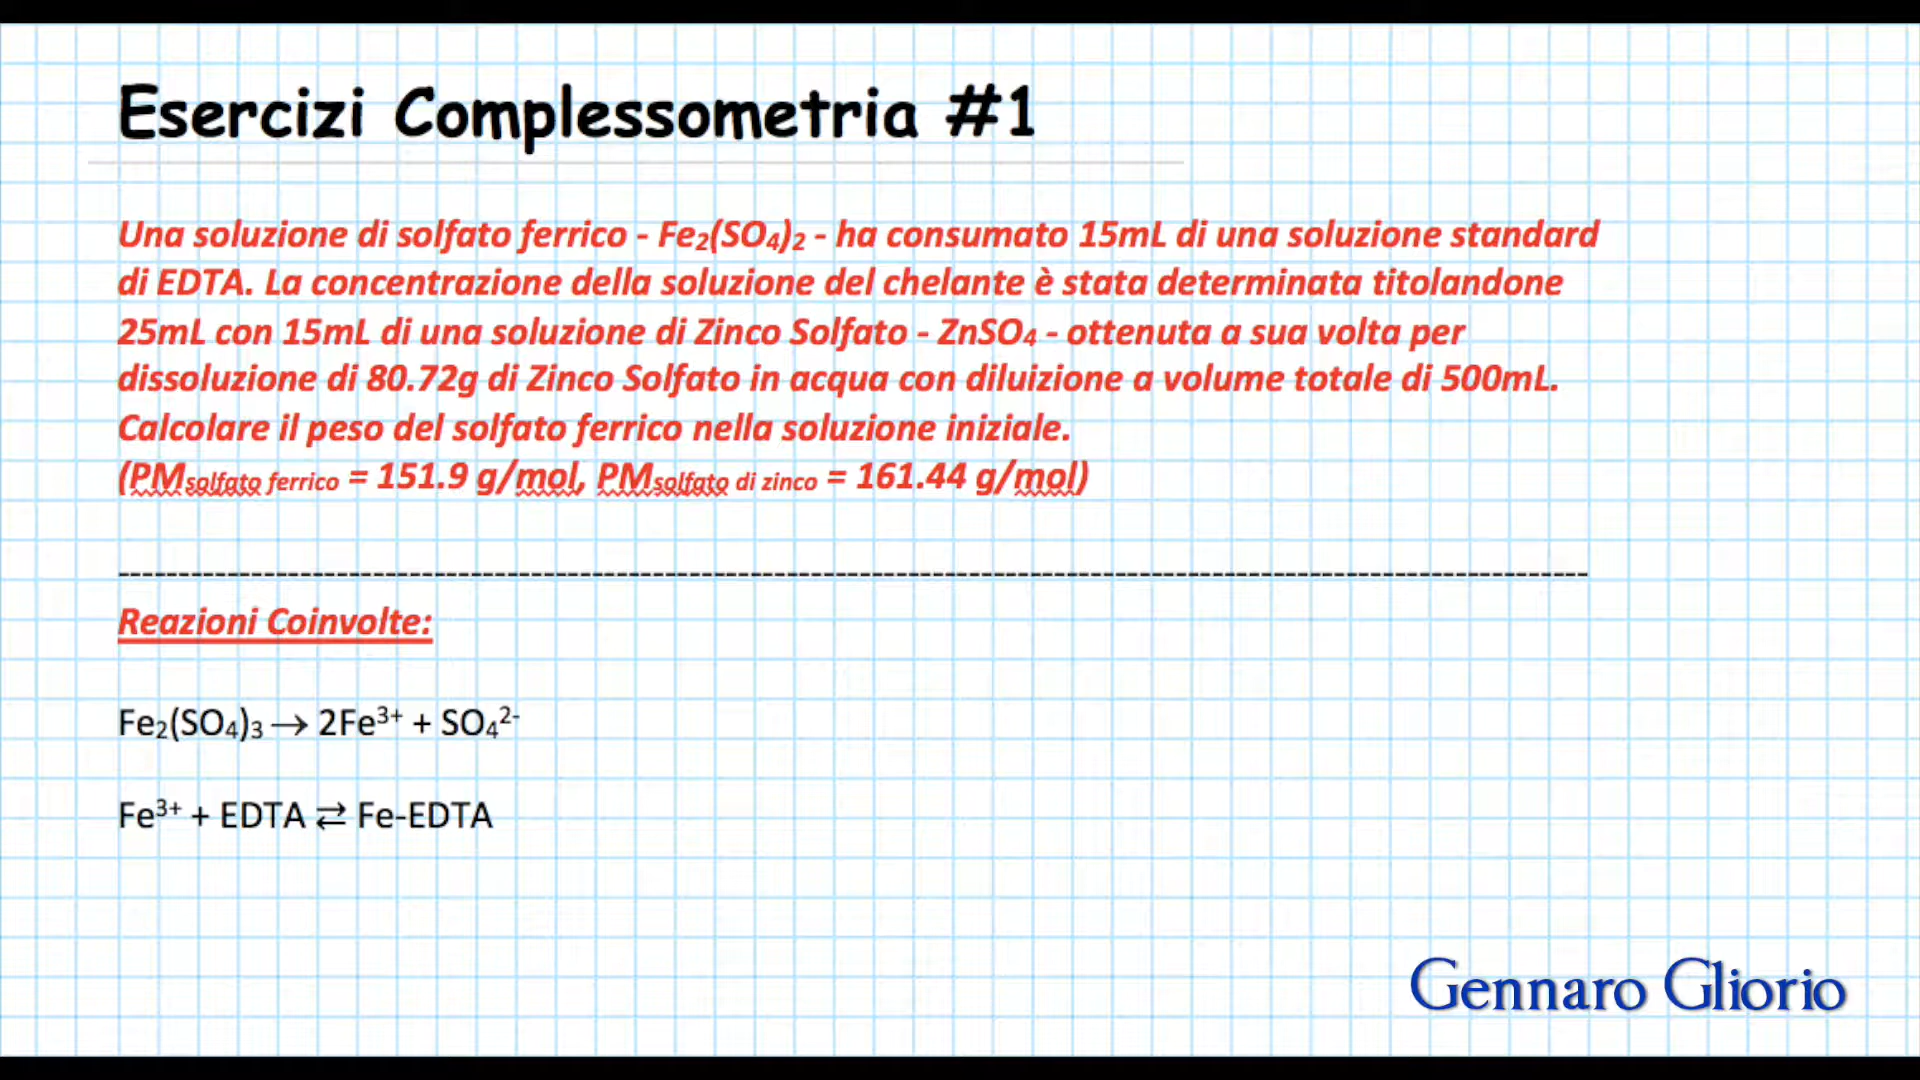 Esercizi Complessometria #1
Una soluzione di solfato ferrico - Fe₂(SO₄)₂ - ha consumato 15mL di una soluzione standard
di EDTA. La concentrazione della soluzione del chelante è stata determinata titolandone
25mL con 15mL di una soluzione di Zinco Solfato - ZnSO₄ - ottenuta a sua volta per
dissoluzione di 80.72g di Zinco Solfato in acqua con diluizione a volume totale di 500mL.
Calcolare il peso del solfato ferrico nella soluzione iniziale.
(PM solfato ferrico = 151.9 g/mol, PM solfato di zinco = 161.44 g/mol)
Reazioni Coinvolte:
Fe₂(SO₄)₃ → 2Fe³⁺ + SO₄²⁻
Fe³⁺ + EDTA ⇄ Fe-EDTA
Gennaro Gliorio